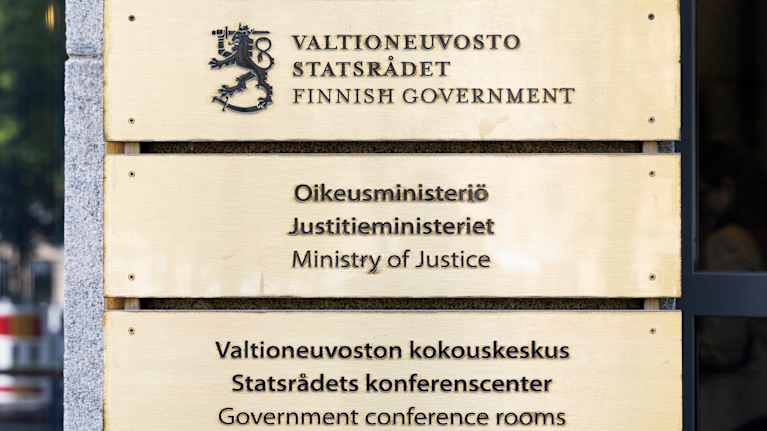 VALTIONEUVOSTO
STATSRÅDET
FINNISH GOVERNMENT
Oikeusministeriö
Justitieministeriet
Ministry of Justice
Valtioneuvoston kokouskeskus
Statsrådets konferenscenter
Government conference rooms